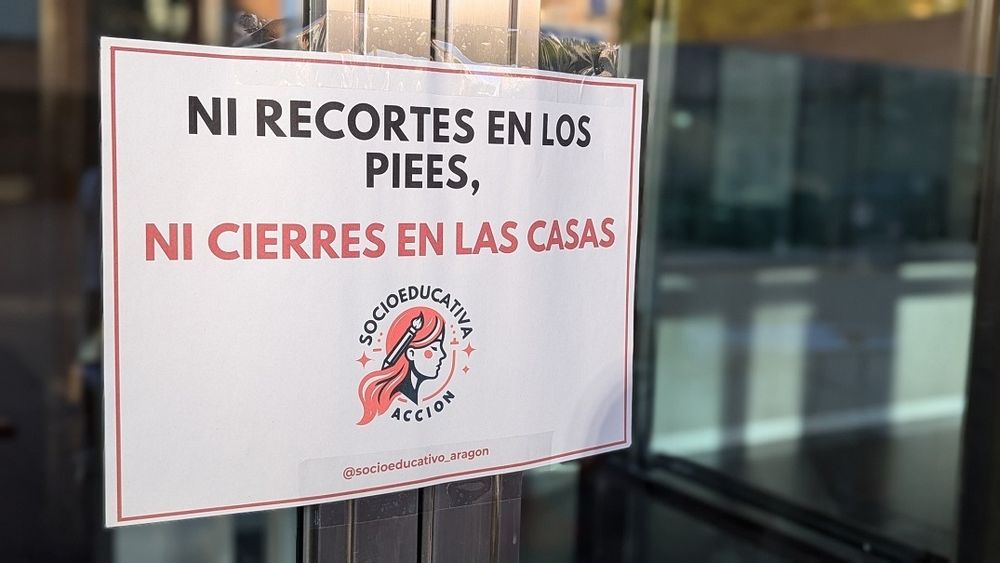 NI RECORTES EN LOS
PIEES,
NI CIERRES EN LAS CASAS
SOCIOEDUCATIVA
ACCION
@socioeducativo_aragon